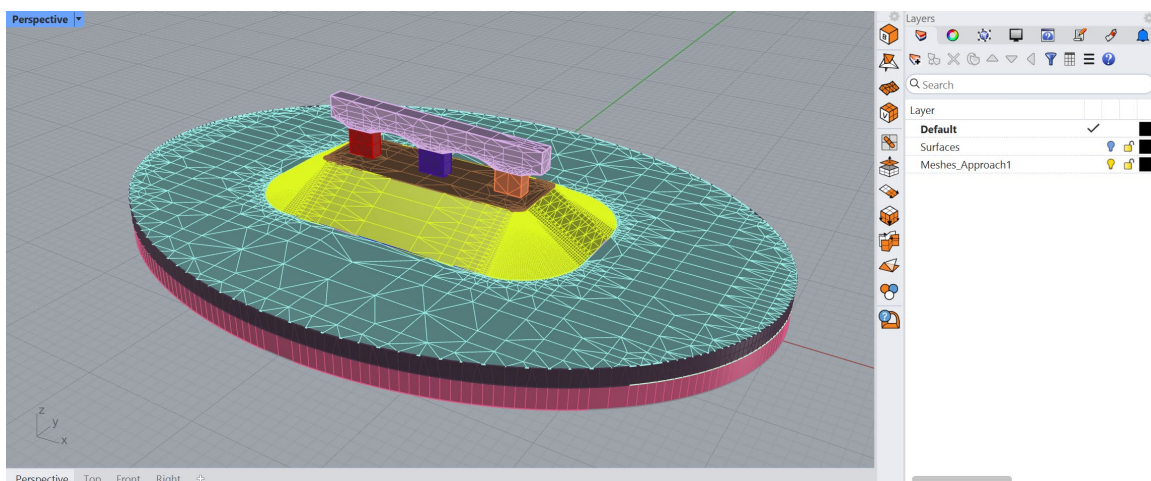 Perspective
Layers
Search
Layer
Default
Surfaces
Meshes_Approach1
z
y
x
Perspective Top Front Right